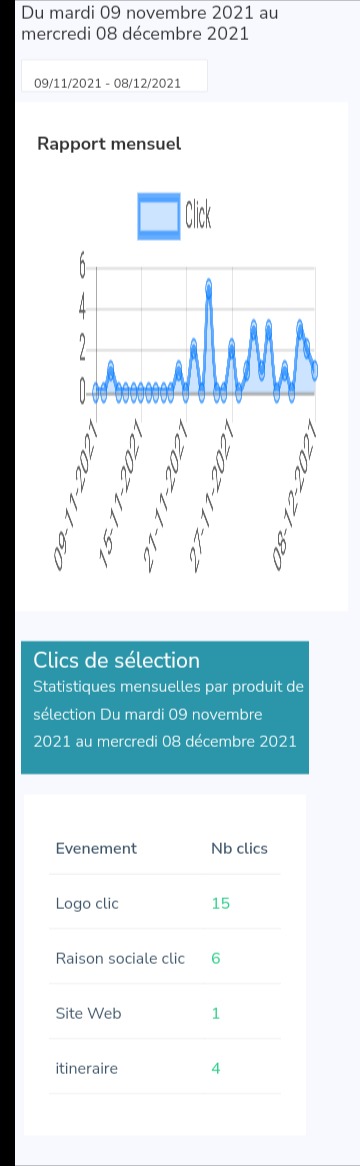 Du mardi 09 novembre 2021 au
mercredi 08 décembre 2021
09/11/2021 - 08/12/2021
Rapport mensuel
Click
6
4
2
0
09-11-2021
15-11-2021
21-11-2021
27-11-2021
08-12-2021
Clics de sélection
Statistiques mensuelles par produit de
sélection Du mardi 09 novembre
2021 au mercredi 08 décembre 2021
Evenement Nb clics
Logo clic 15
Raison sociale clic 6
Site Web 1
itineraire 4